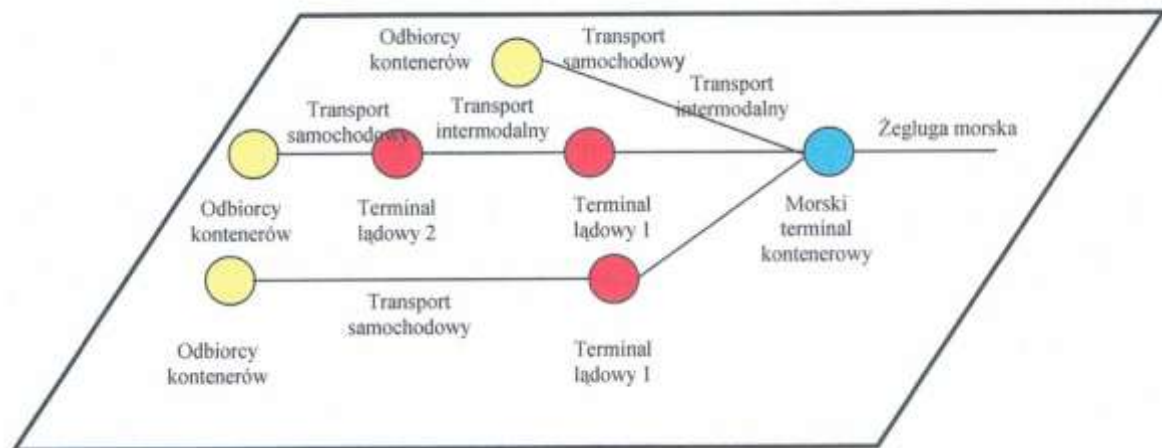 Odbiorcy
kontenerów
Transport
samochodowy
Transport
intermodalny
Transport
samochodowy
Transport
intermodalny
Żegluga morska
Odbiorcy
kontenerów
Terminal
lądowy 2
Terminal
lądowy 1
Morski
terminal
kontenerowy
Transport
samochodowy
Odbiorcy
kontenerów
Terminal
lądowy 1